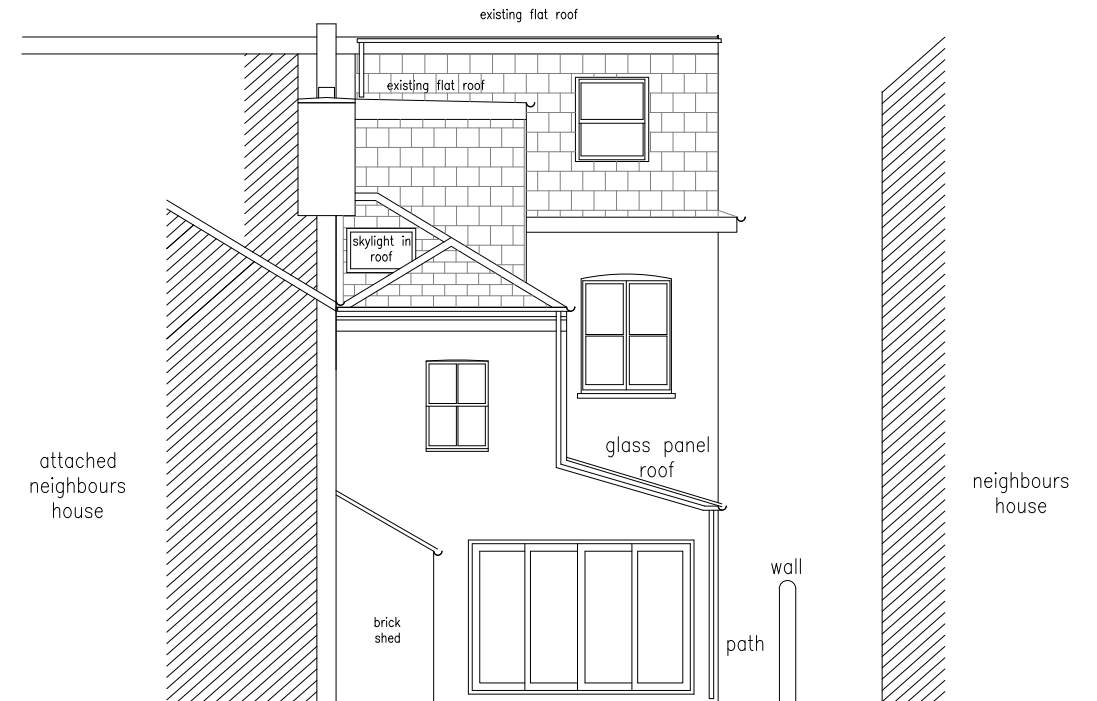 existing flat roof
existing flat roof
skylight in
roof
glass panel
roof
attached
neighbours
house
neighbours
house
wall
brick
shed
path